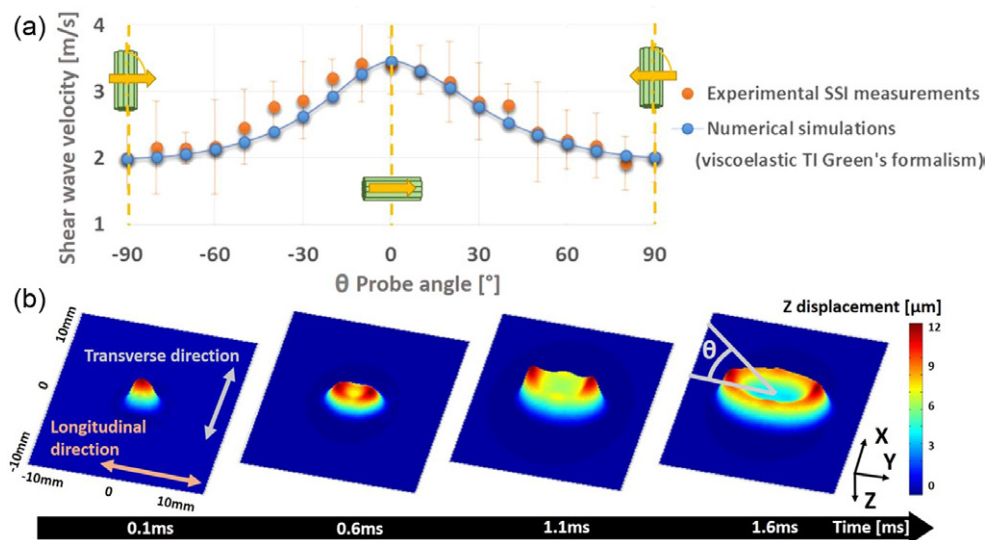 (a)
Shear wave velocity [m/s]
4
3
2
1
-90
-60
-30
0
30
60
90
θ Probe angle [°]
Experimental SSI measurements
Numerical simulations
(viscoelastic TI Green's formalism)
(b)
10mm
0
-10mm
-10mm
0
10mm
Transverse direction
Longitudinal
direction
θ
Z displacement [μm]
12
9
6
3
0
X
Y
Z
0.1ms
0.6ms
1.1ms
1.6ms
Time [ms]